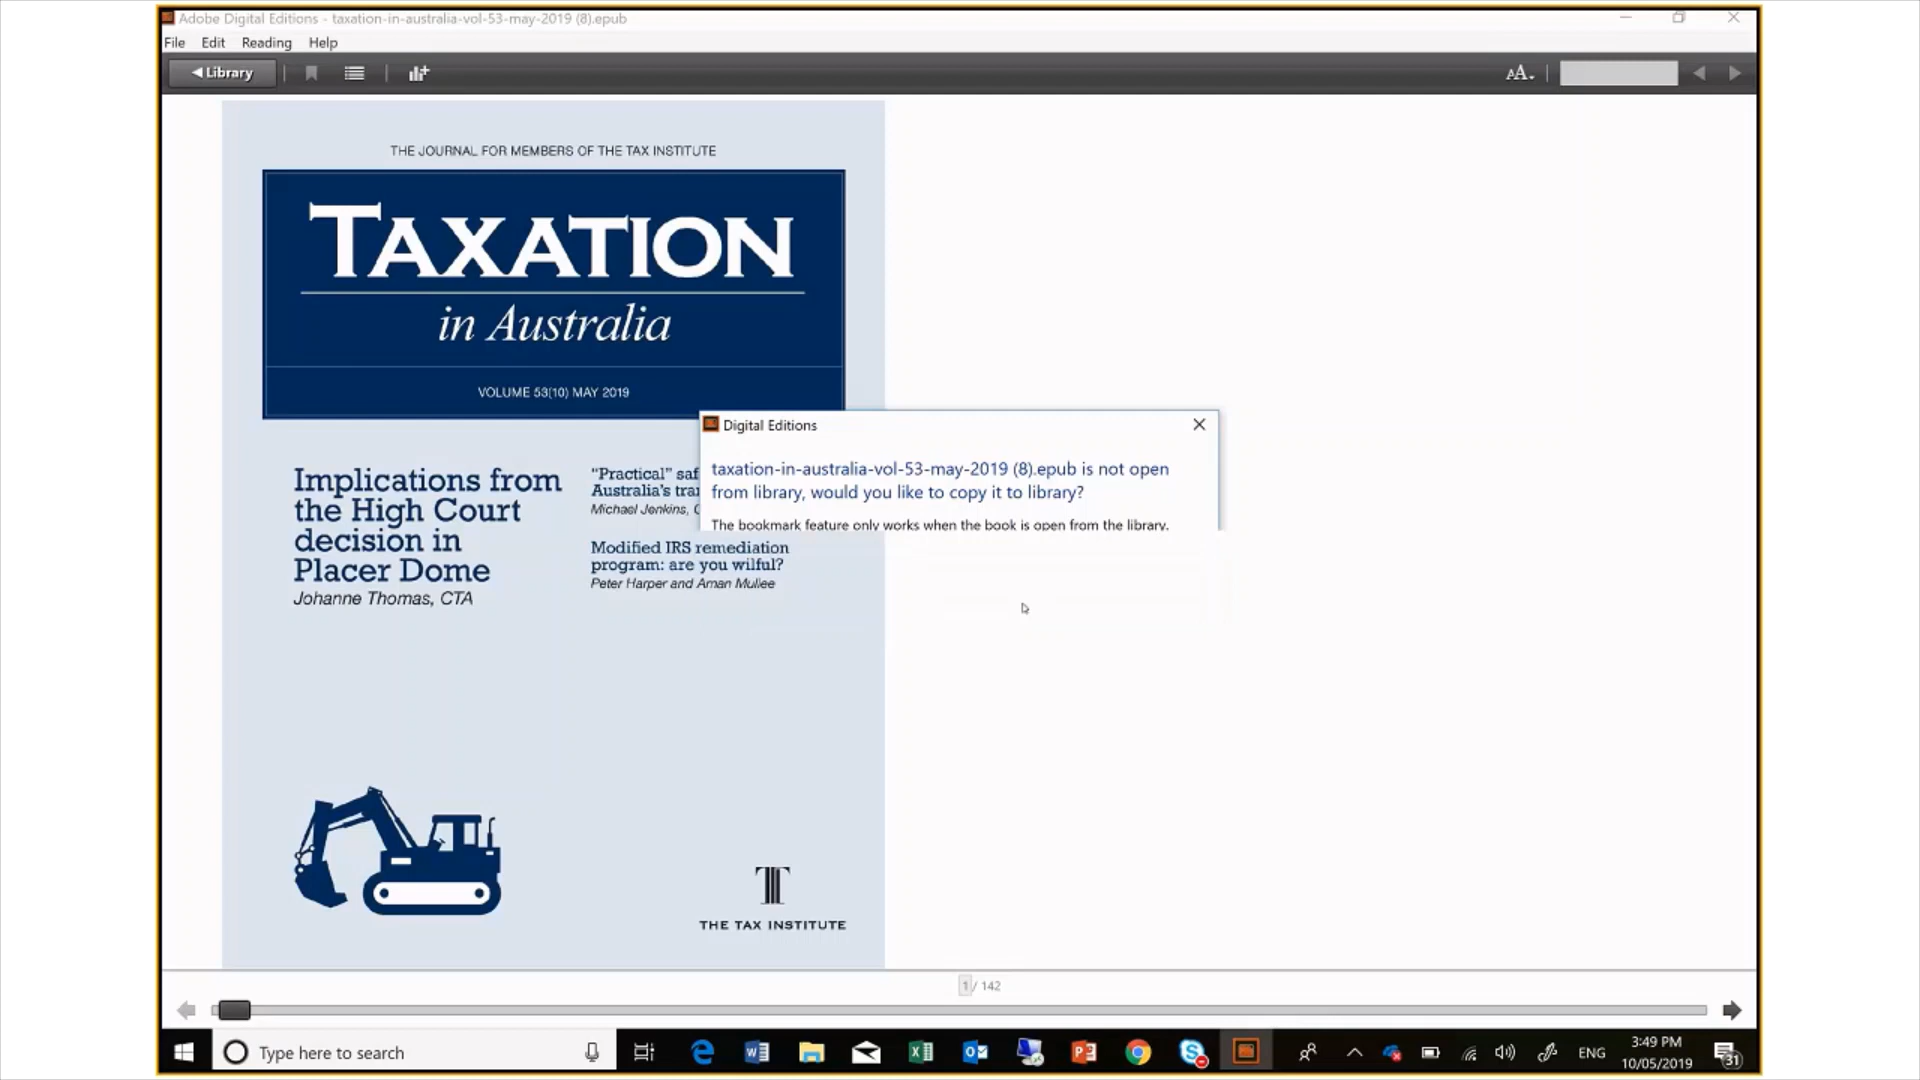 Adobe Digital Editions - taxation-in-australia-vol-53-may-2019 (8).epub
File Edit Reading Help
Library
AA
THE JOURNAL FOR MEMBERS OF THE TAX INSTITUTE
TAXATION
in Australia
VOLUME 53(10) MAY 2019
Digital Editions
taxation-in-australia-vol-53-may-2019 (8).epub is not open
from library, would you like to copy it to library?
The bookmark feature only works when the book is open from the library.
Implications from
the High Court
decision in
Placer Dome
Johanne Thomas, CTA
"Practical" saf
Australia's tra
Michael Jenkins, C
Modified IRS remediation
program: are you wilful?
Peter Harper and Aman Mullee
T
THE TAX INSTITUTE
1 / 142
Type here to search
ENG
3:49 PM
10/05/2019
31